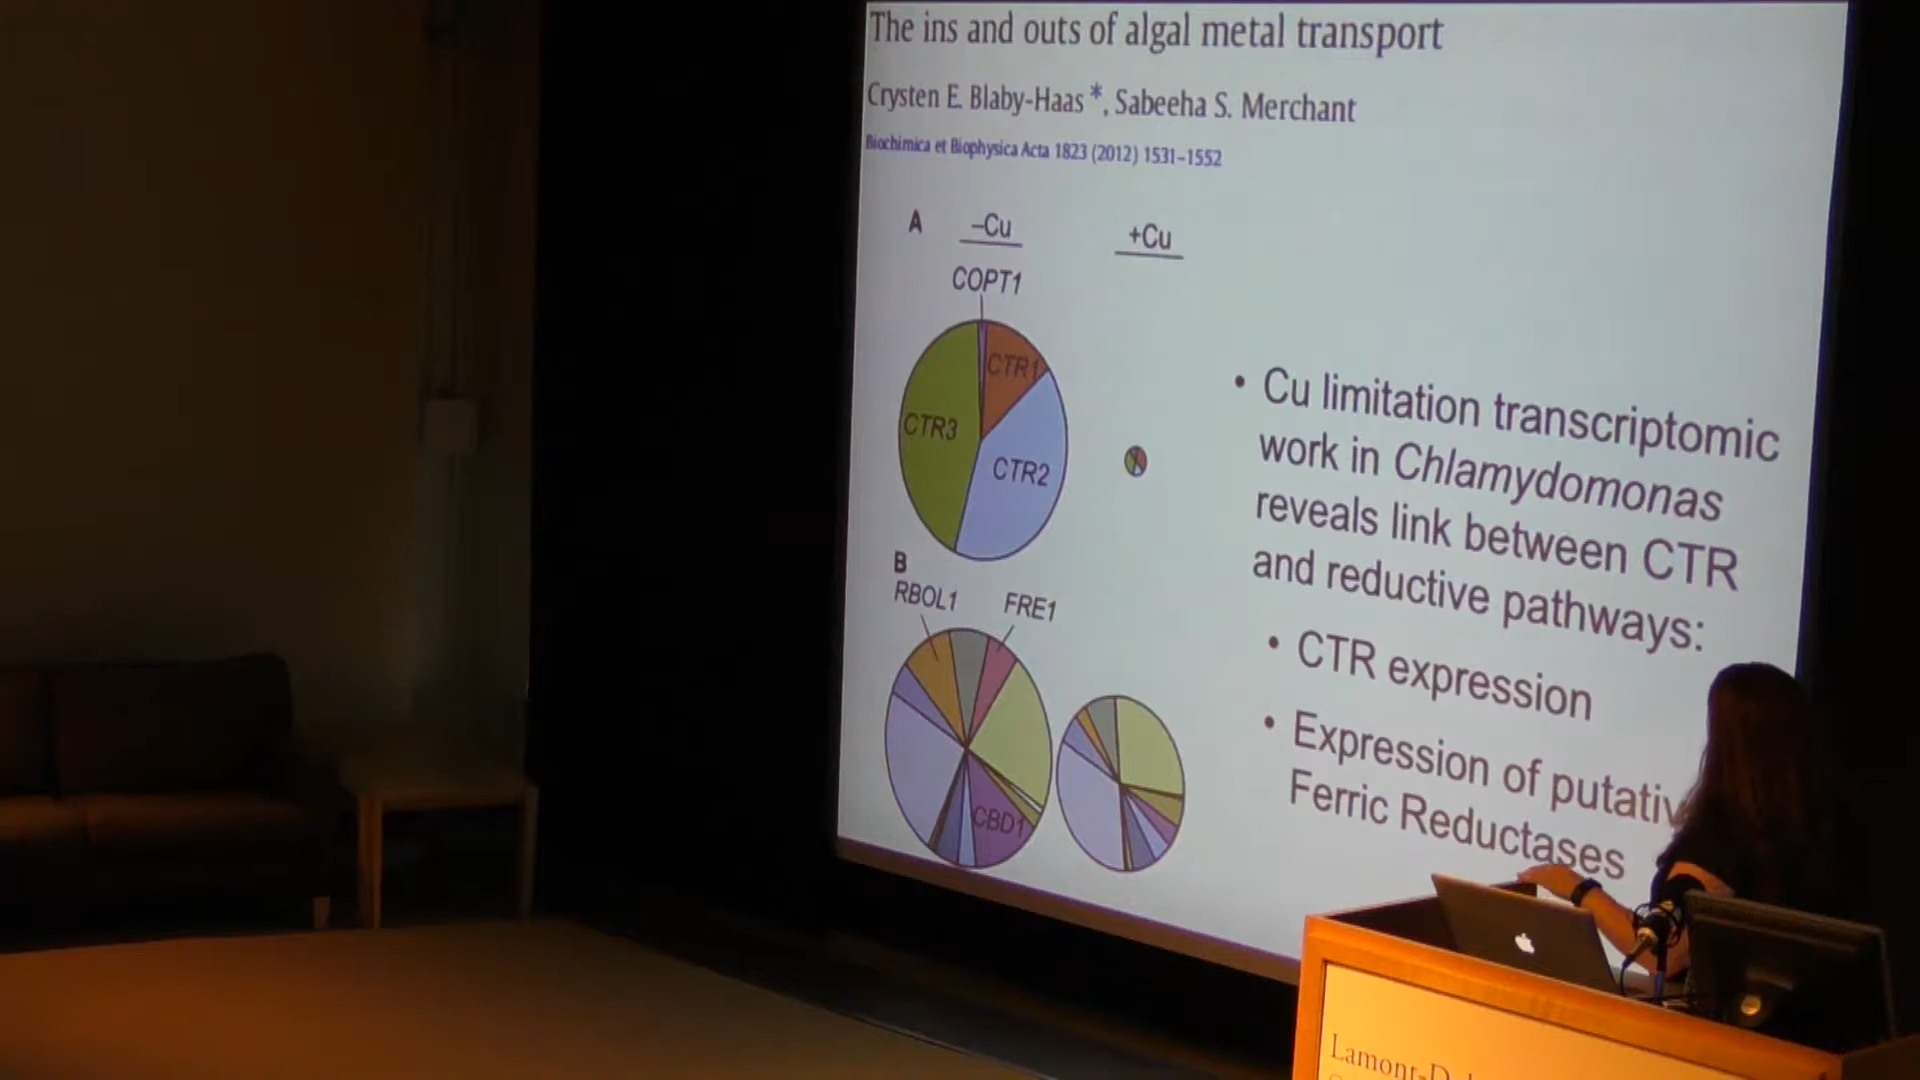 The ins and outs of algal metal transport
Crysten E. Blaby-Haas *, Sabeeha S. Merchant
Biochimica et Biophysica Acta 1823 (2012) 1531–1552
A
–Cu
+Cu
COPT1
CTR1
CTR3
CTR2
B
RBOL1
FRE1
CBD1
• Cu limitation transcriptomic
work in Chlamydomonas
reveals link between CTR
and reductive pathways:
• CTR expression
• Expression of putativ
Ferric Reductases
Lamont-D